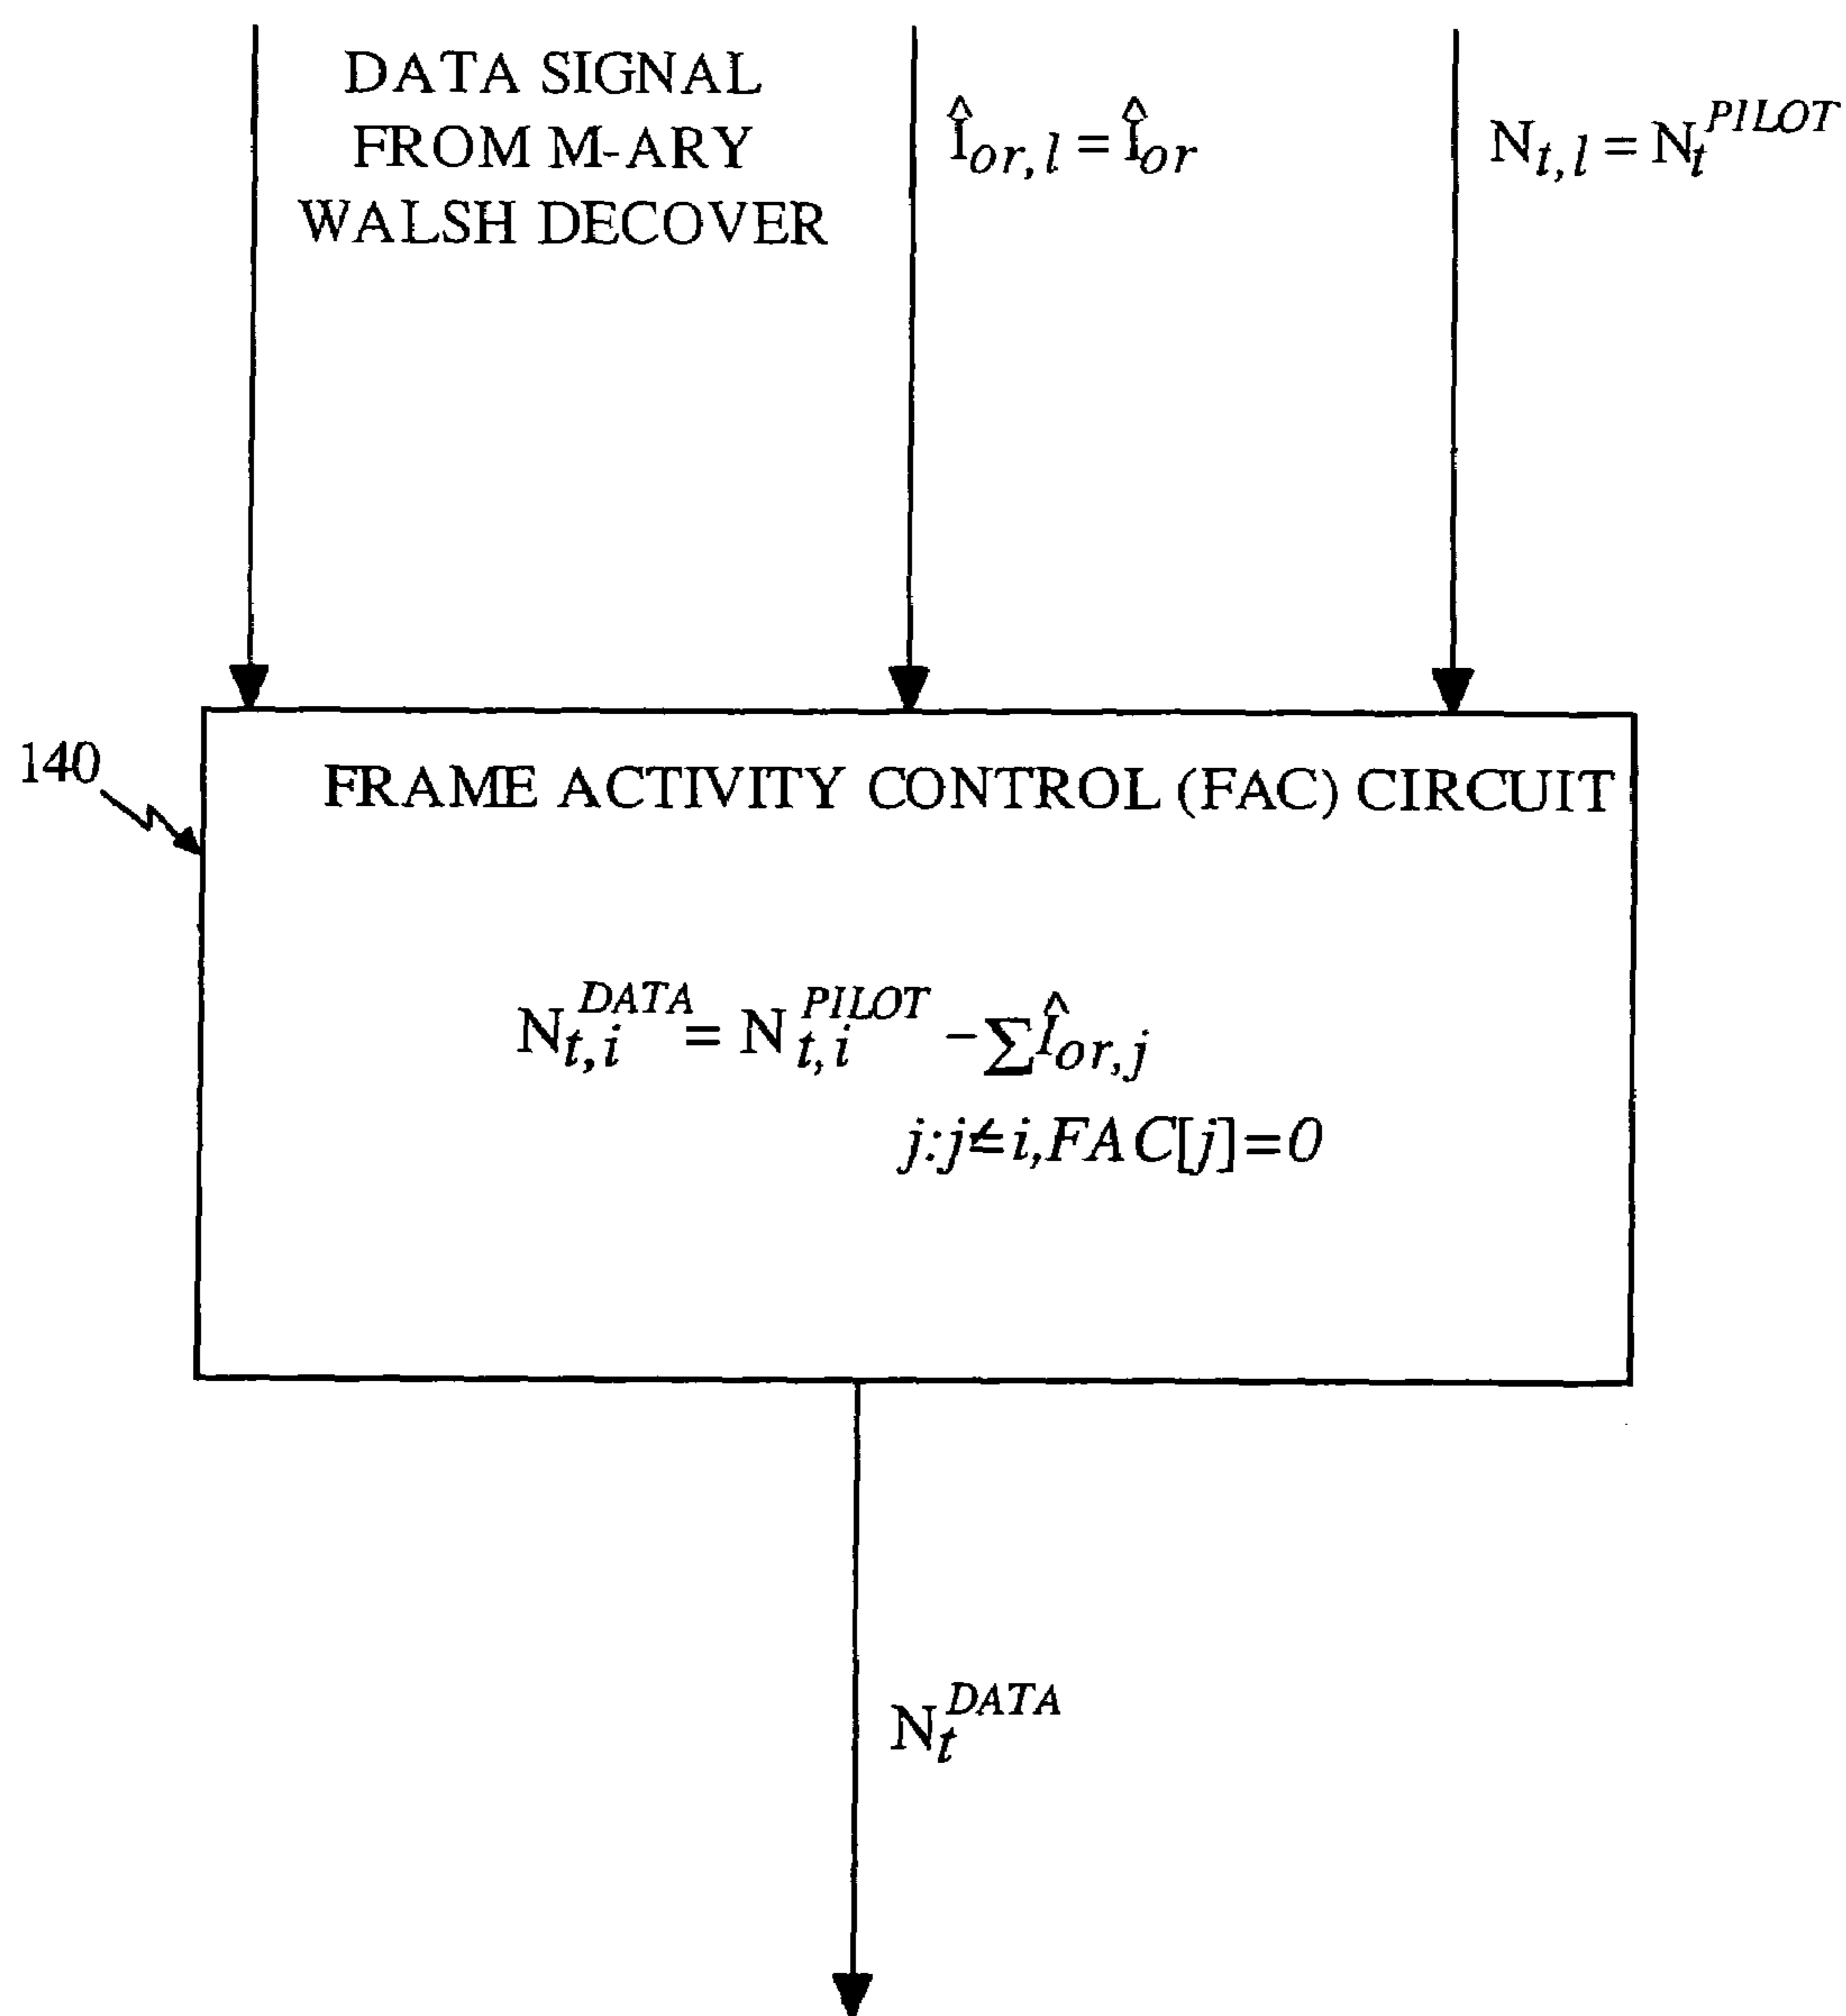 DATA SIGNAL
FROM M-ARY
WALSH DECOVER
Î_{or, l} = Î_{or}
N_{t, l} = N_t^{PILOT}
140
FRAME ACTIVITY CONTROL (FAC) CIRCUIT
N_{t, i}^{DATA} = N_{t, i}^{PILOT} - ∑Î_{or, j}
j:j≠i,FAC[j]=0
N_t^{DATA}